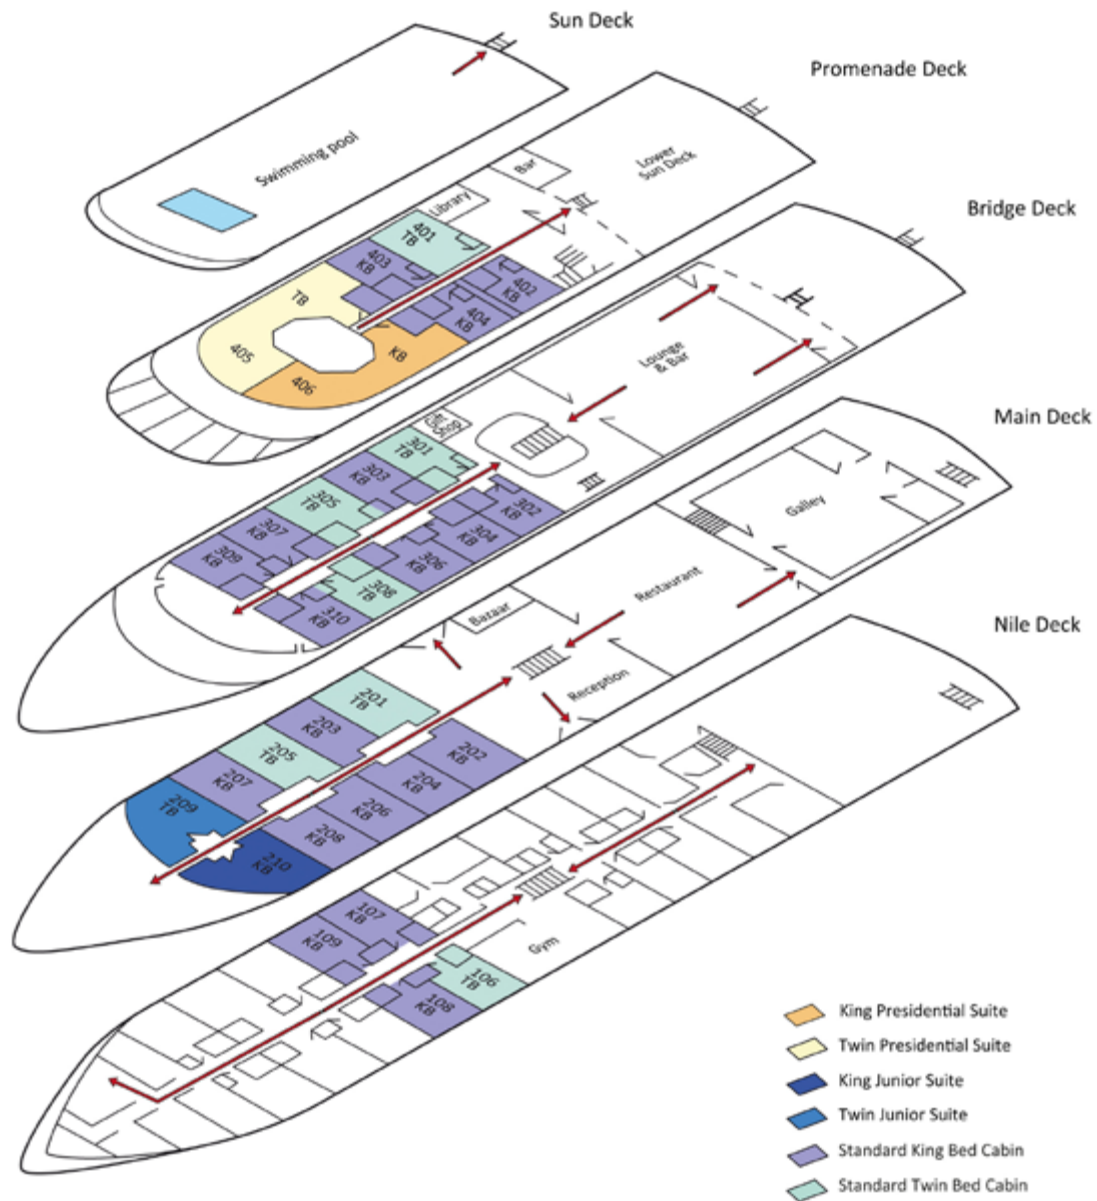 Sun Deck
Swimming pool
Promenade Deck
Lower
Sun Deck
Bar
Library
401
TB
403
KB
402
KB
404
KB
TB
405
KB
406
Bridge Deck
Lounge
& Bar
301
TB
303
KB
305
TB
307
KB
309
KB
302
KB
304
KB
306
KB
308
TB
310
KB
Main Deck
Galley
Restaurant
Bazaar
Reception
201
TB
203
KB
205
TB
207
KB
209
TB
202
KB
204
KB
206
KB
208
KB
210
KB
Nile Deck
107
KB
109
KB
106
TB
108
KB
Gym
King Presidential Suite
Twin Presidential Suite
King Junior Suite
Twin Junior Suite
Standard King Bed Cabin
Standard Twin Bed Cabin